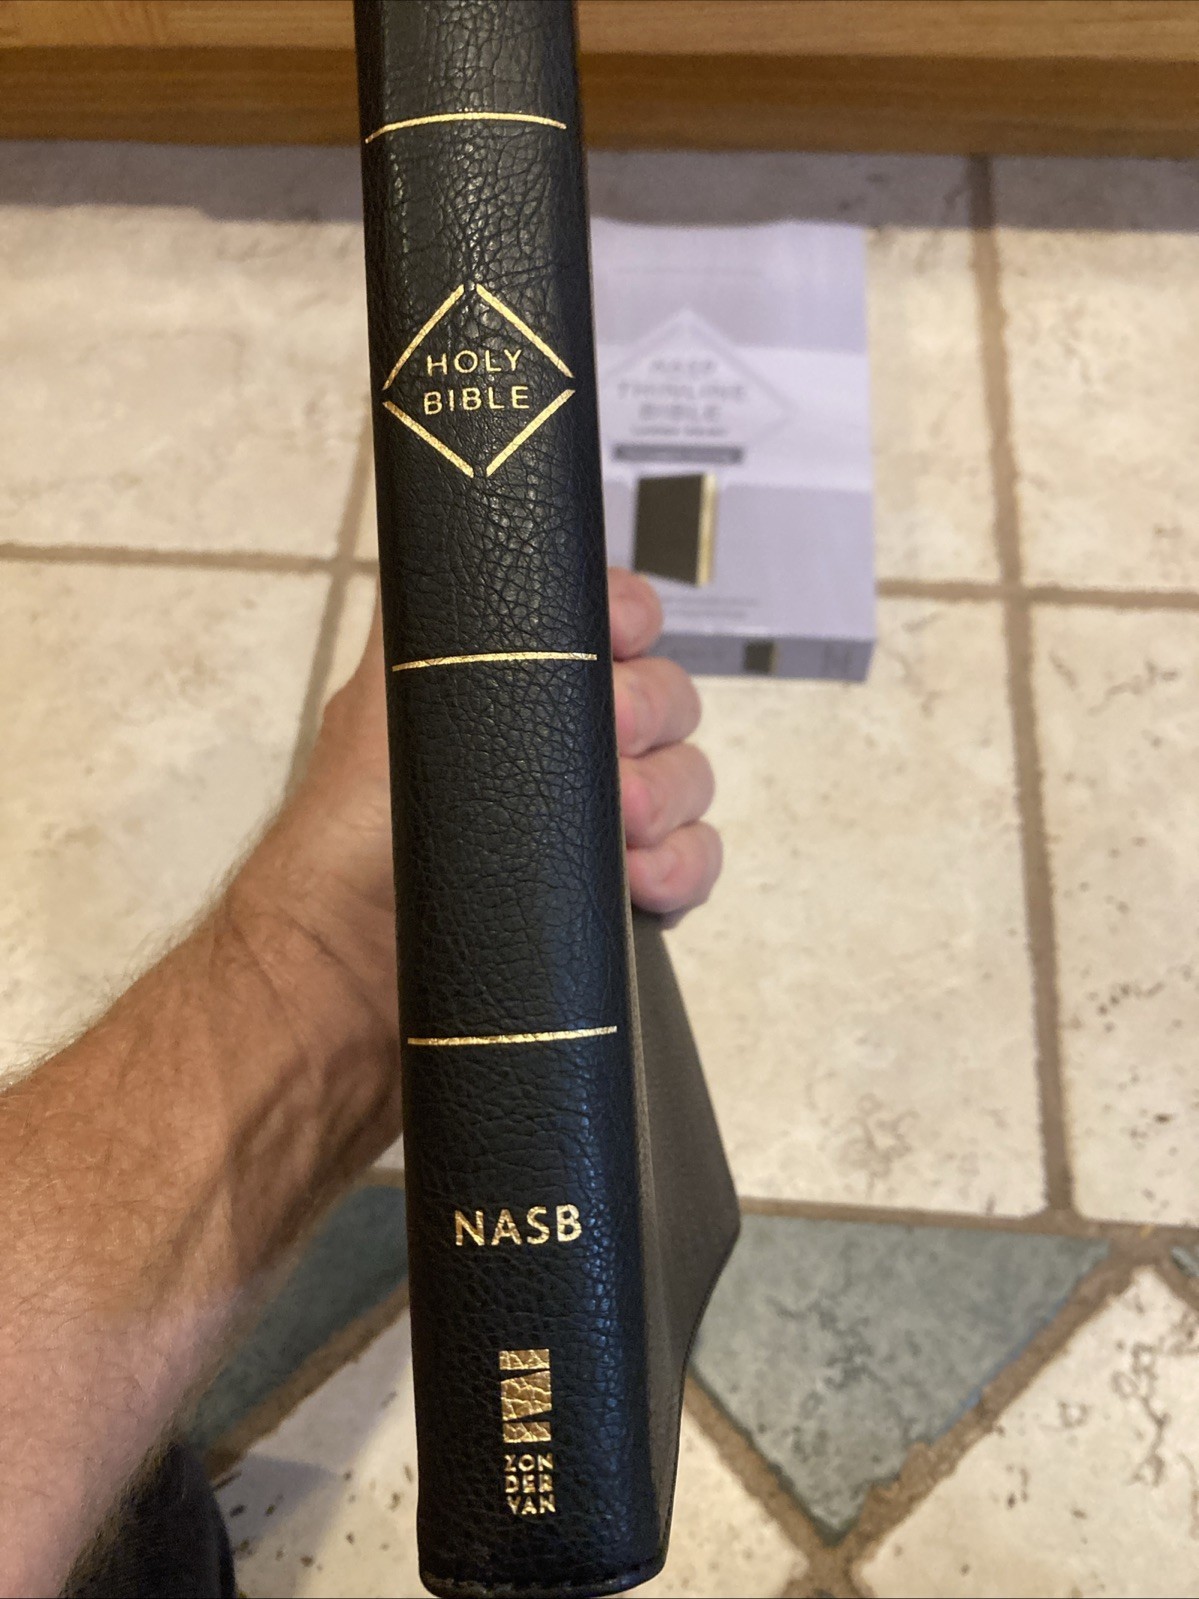 HOLY
BIBLE
NASB
ZON
DER
VAN
NASB
THINLINE
BIBLE